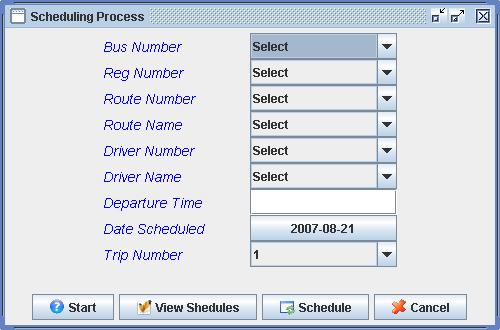 Scheduling Process
Bus Number Select
Reg Number Select
Route Number Select
Route Name Select
Driver Number Select
Driver Name Select
Departure Time
Date Scheduled 2007-08-21
Trip Number 1
Start View Shedules Schedule Cancel